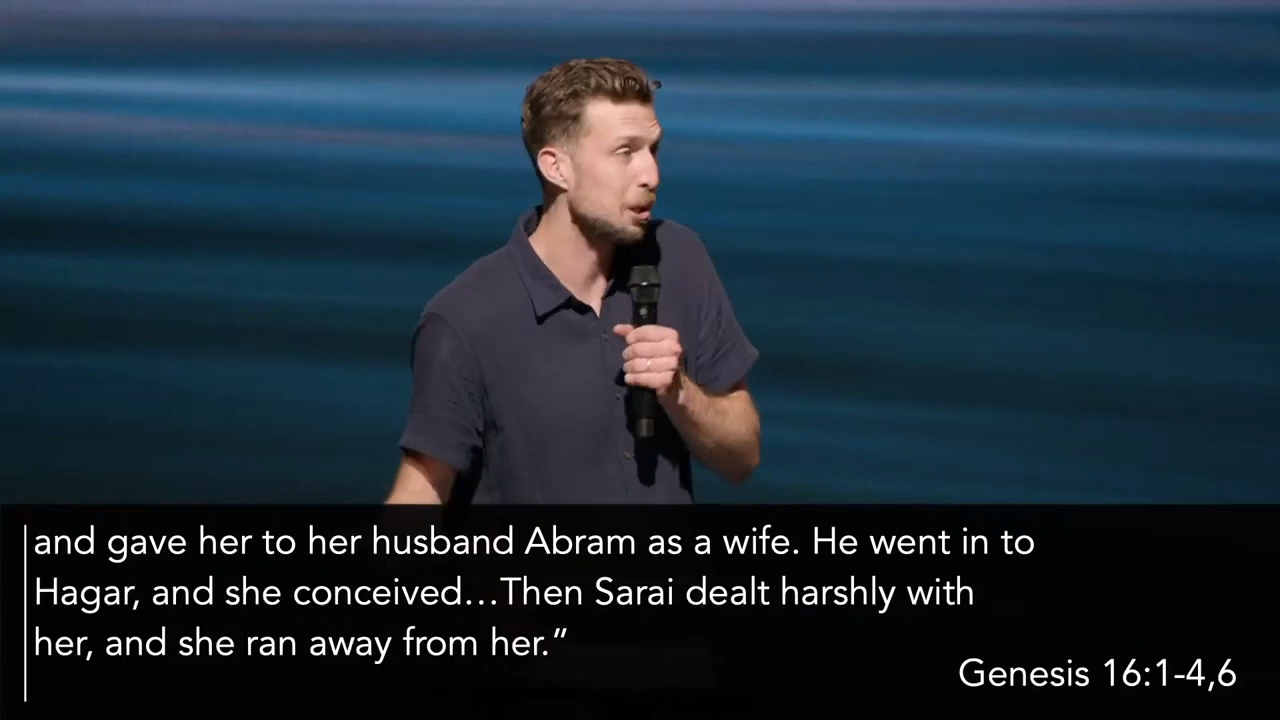 and gave her to her husband Abram as a wife. He went in to
Hagar, and she conceived…Then Sarai dealt harshly with
her, and she ran away from her.”
Genesis 16:1-4,6